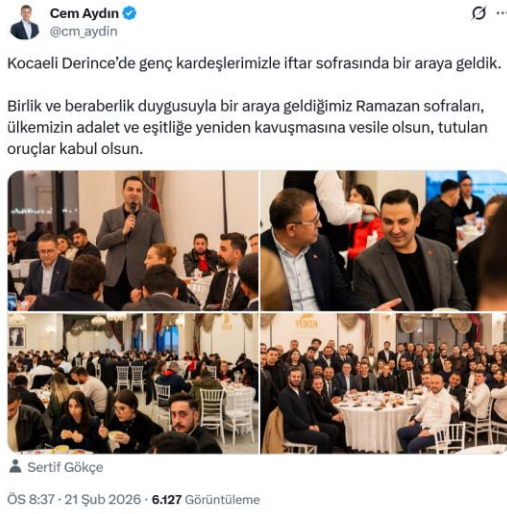 Cem Aydın
@cm_aydin
Kocaeli Derince’de genç kardeşlerimizle iftar sofrasında bir araya geldik.
Birlik ve beraberlik duygusuyla bir araya geldiğimiz Ramazan sofraları,
ülkemizin adalet ve eşitliğe yeniden kavuşmasına vesile olsun, tutulan
oruçlar kabul olsun.
Sertif Gökçe
ÖS 8:37 · 21 Şub 2026 · 6.127 Görüntüleme